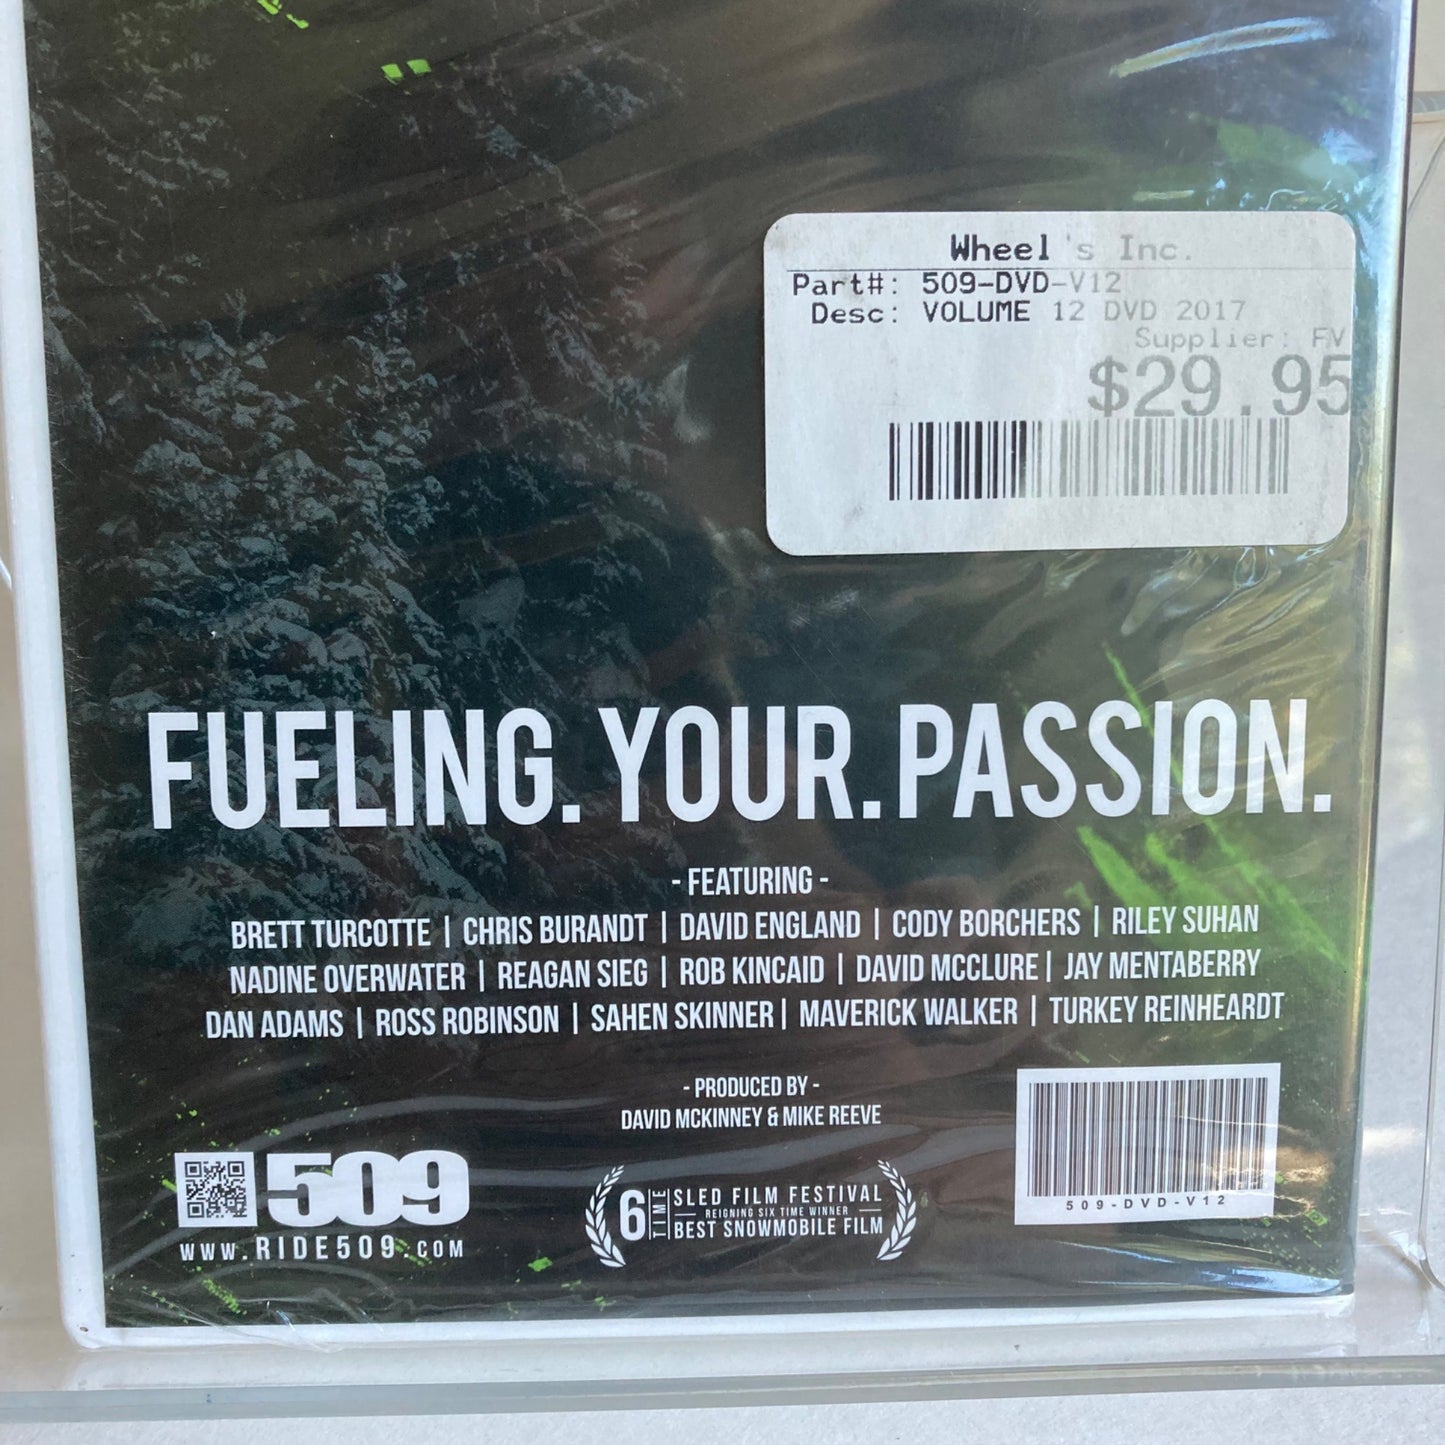 Wheel's Inc.
Part#: 509-DVD-V12
Desc: VOLUME 12 DVD 2017
Supplier: FV
$29.95
FUELING. YOUR. PASSION.
- FEATURING -
BRETT TURCOTTE | CHRIS BURANDT | DAVID ENGLAND | CODY BORCHERS | RILEY SUHAN
NADINE OVERWATER | REAGAN SIEG | ROB KINCAID | DAVID MCCLURE | JAY MENTABERRY
DAN ADAMS | ROSS ROBINSON | SAHEN SKINNER | MAVERICK WALKER | TURKEY REINHEARDT
- PRODUCED BY -
DAVID MCKINNEY & MIKE REEVE
509
WWW.RIDE509.COM
6 TIME
SLED FILM FESTIVAL
REIGNING SIX TIME WINNER
BEST SNOWMOBILE FILM
509-DVD-V12